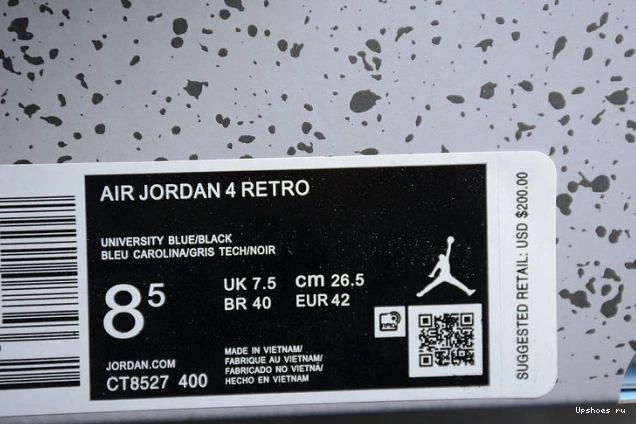 AIR JORDAN 4 RETRO
UNIVERSITY BLUE/BLACK
BLEU CAROLINA/GRIS TECH/NOIR
8⁵
UK 7.5 cm 26.5
BR 40 EUR 42
JORDAN.COM
CT8527 400
MADE IN VIETNAM/
FABRIQUE AU VIETNAM/
FABRICADO NO VIETNÁ/
HECHO EN VIETNAM
SUGGESTED RETAIL: USD $200.00
Upshoes ru